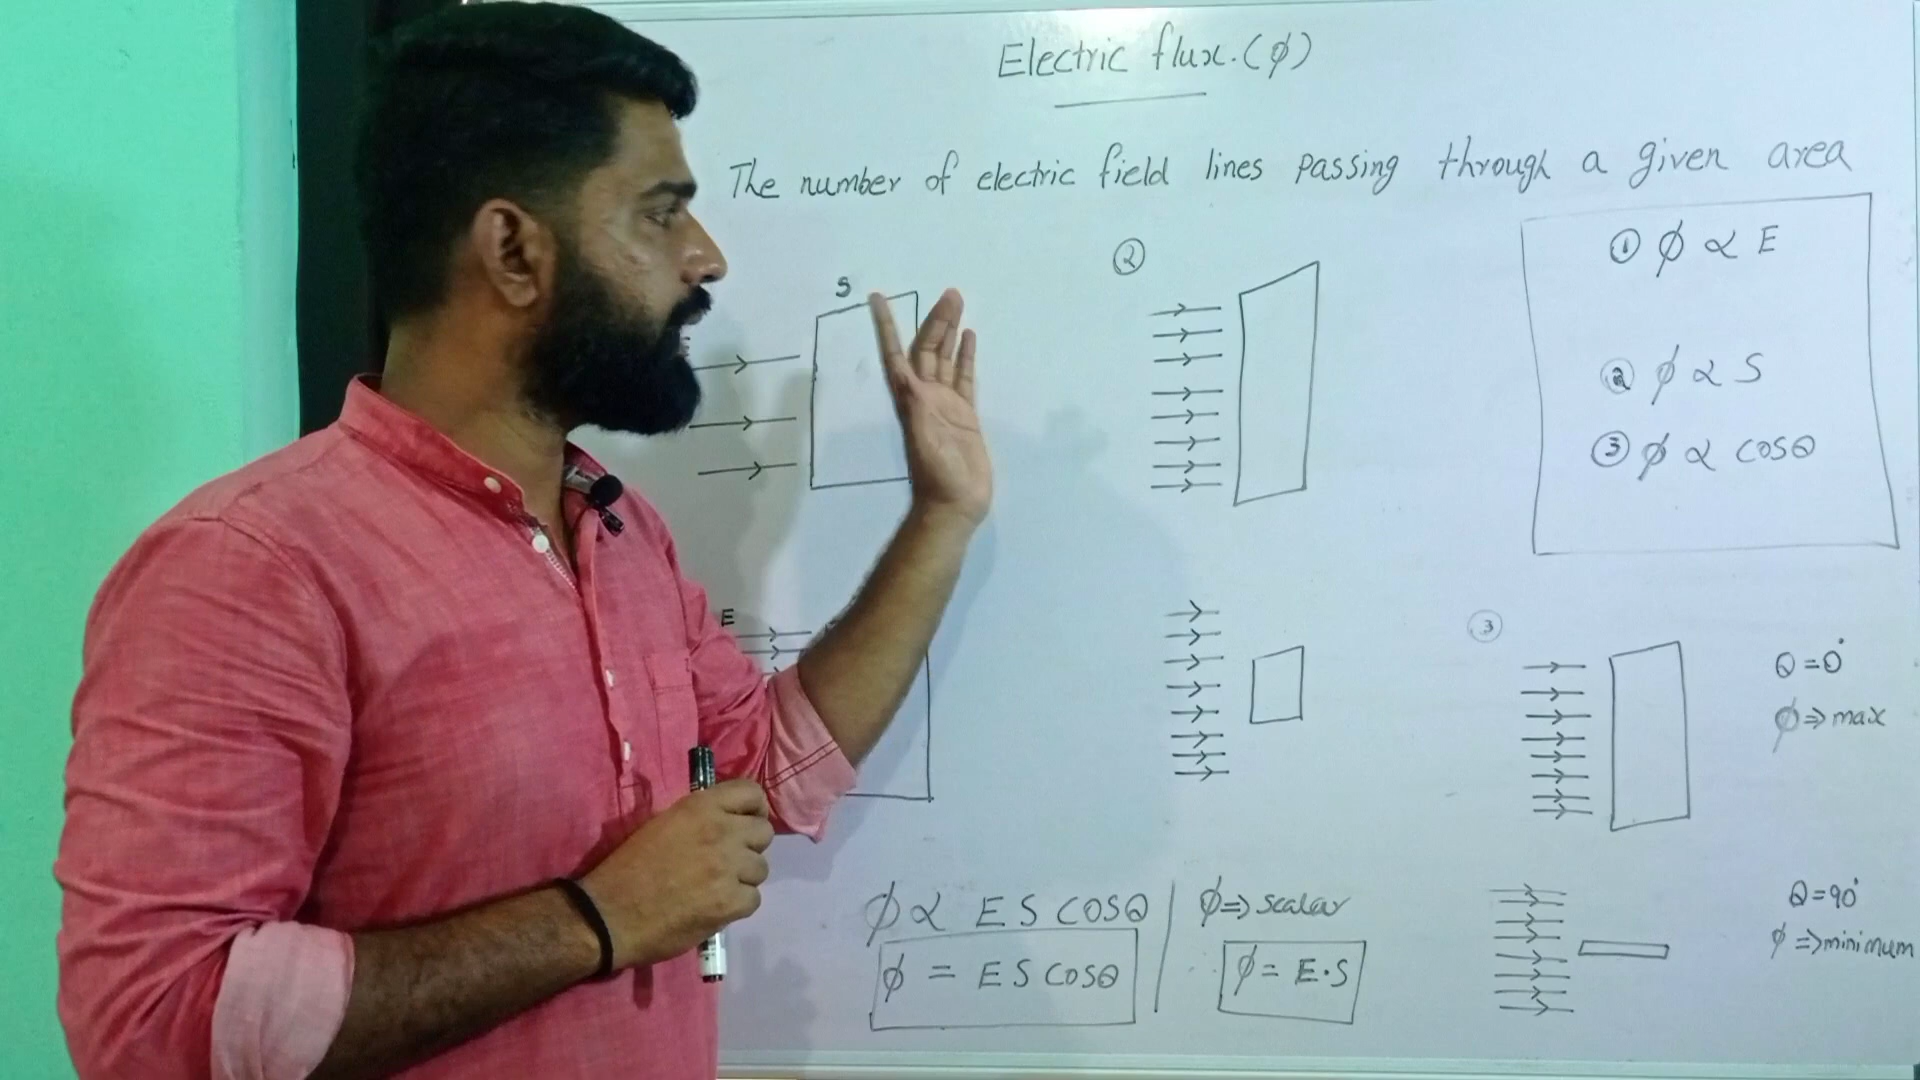 Electric flux.(φ)
The number of electric field lines passing through a given area
S
②
① φ ∝ E
② φ ∝ S
③ φ ∝ cosθ
E
③
θ=0°
φ⇒max
φ ∝ E S cosθ
φ = E S cosθ
φ⇒scalar
φ = E·S
θ=90°
φ⇒minimum